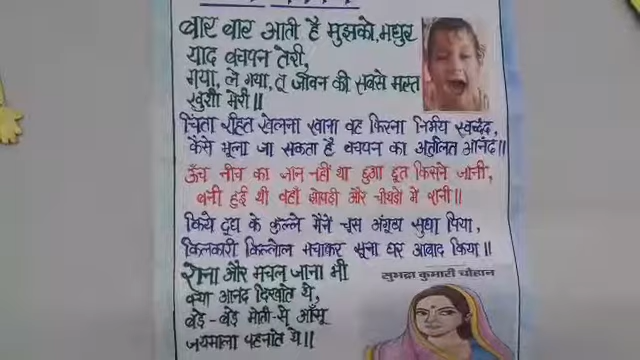 बार बार आती है मुझको, मधुर
याद बचपन तेरी,
गया, ले गया, तू जीवन की सबसे मस्त
खुशी मेरी॥
चिंता रहित खेलना खाना वह फिरना निर्भय स्वच्छंद,
कैसे भूला जा सकता है बचपन का अतुलित आनंद॥
ऊँच नीच का ज्ञान नहीं था छुआ छूत किसने जानी,
बनी हुई थी वहाँ झोपड़ी और चीथड़ो में रानी॥
किये दूध के कुल्ले मैंने चूस अंगूठा सुधा पिया,
किलकारी किल्लोल मचाकर सूना घर आबाद किया॥
रोना और मचल जाना भी
क्या आनंद दिखाते थे,
बड़े-बड़े मोती-से आँसू
जयमाला पहनाते थे॥
सुभद्रा कुमारी चौहान